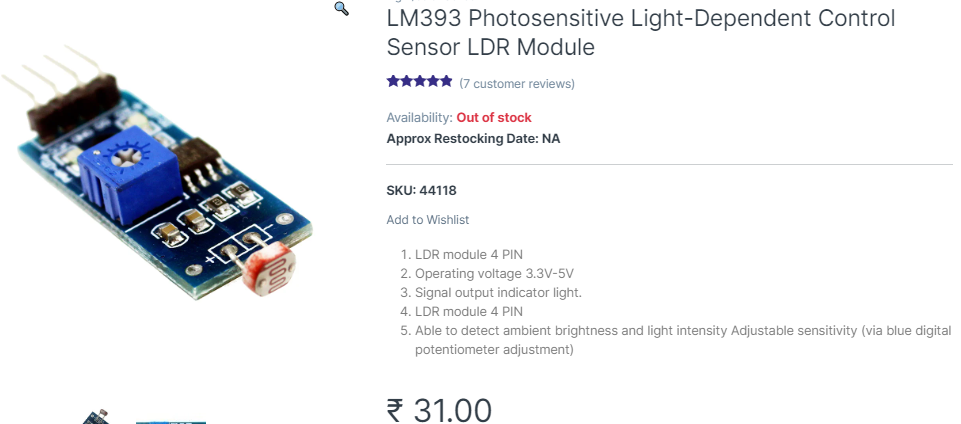 LM393 Photosensitive Light-Dependent Control
Sensor LDR Module
(7 customer reviews)
Availability: Out of stock
Approx Restocking Date: NA
SKU: 44118
Add to Wishlist
1. LDR module 4 PIN
2. Operating voltage 3.3V-5V
3. Signal output indicator light.
4. LDR module 4 PIN
5. Able to detect ambient brightness and light intensity Adjustable sensitivity (via blue digital
potentiometer adjustment)
₹ 31.00